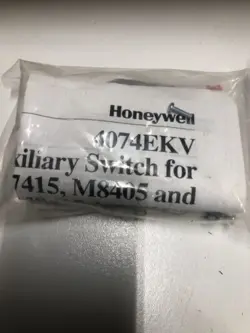 Honeywell
4074EKV
xiliary Switch for
7415, M8405 and